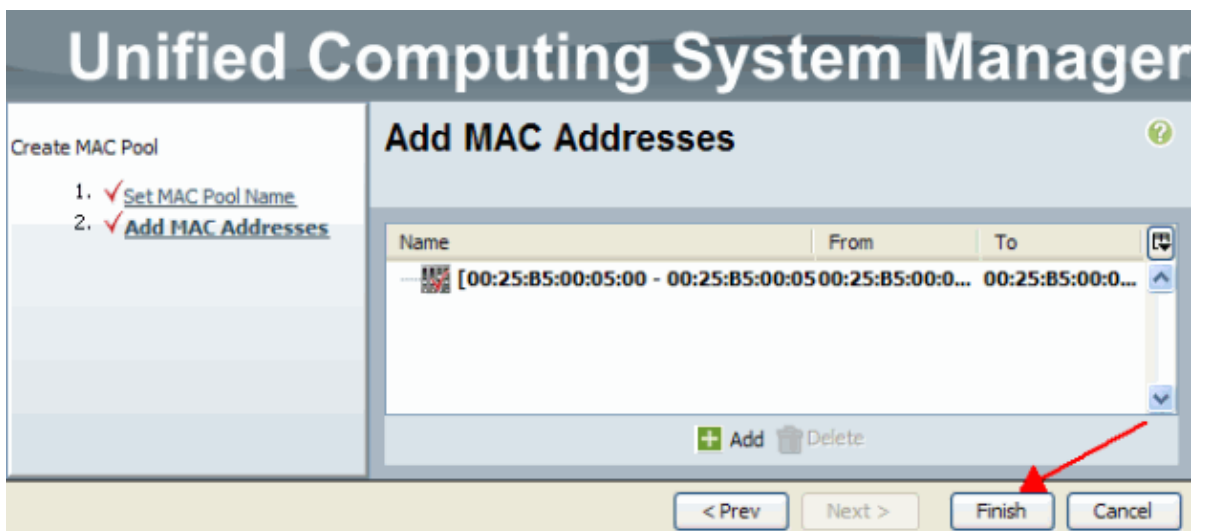 Unified Computing System Manager
Create MAC Pool
1. Set MAC Pool Name
2. Add MAC Addresses
Add MAC Addresses
?
Name From To
[00:25:B5:00:05:00 - 00:25:B5:00:05 00:25:B5:00:0... 00:25:B5:00:0...
Add Delete
< Prev Next > Finish Cancel